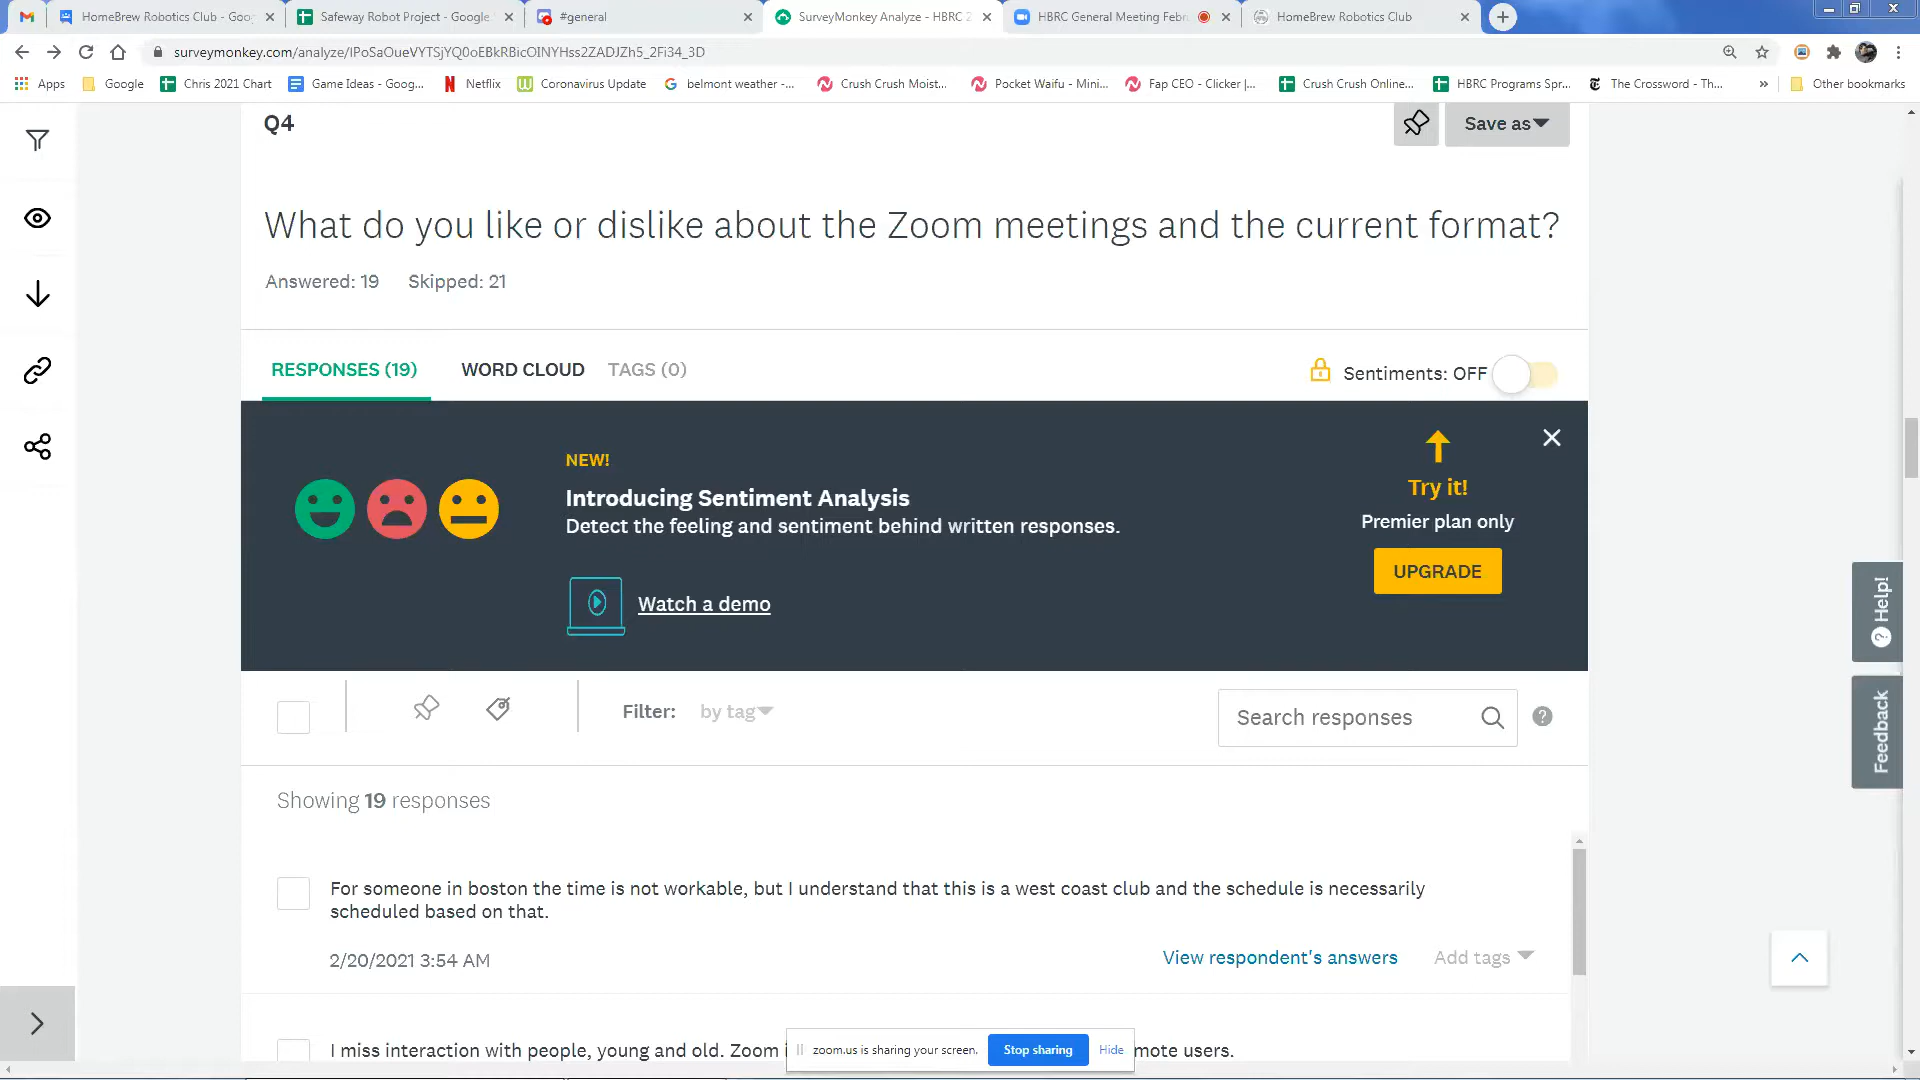 HomeBrew Robotics Club - Goog
Safeway Robot Project - Google
#general
SurveyMonkey Analyze - HBRC 2
HBRC General Meeting Febr
HomeBrew Robotics Club
Apps
Google
Chris 2021 Chart
Game Ideas - Goog...
Netflix
Coronavirus Update
belmont weather -...
Crush Crush Moist...
Pocket Waifu - Mini...
Fap CEO - Clicker |...
Crush Crush Online...
HBRC Programs Spr...
The Crossword - Th...
»
Other bookmarks
Q4
Save as
What do you like or dislike about the Zoom meetings and the current format?
Answered: 19 Skipped: 21
RESPONSES (19) WORD CLOUD TAGS (0)
Sentiments: OFF
NEW!
Introducing Sentiment Analysis
Detect the feeling and sentiment behind written responses.
Watch a demo
Try it!
Premier plan only
UPGRADE
Filter: by tag
Search responses
?
Help!
Feedback
Showing 19 responses
For someone in boston the time is not workable, but I understand that this is a west coast club and the schedule is necessarily
scheduled based on that.
2/20/2021 3:54 AM
View respondent's answers
Add tags
I miss interaction with people, young and old. Zoom i
mote users.
zoom.us is sharing your screen.
Stop sharing
Hide